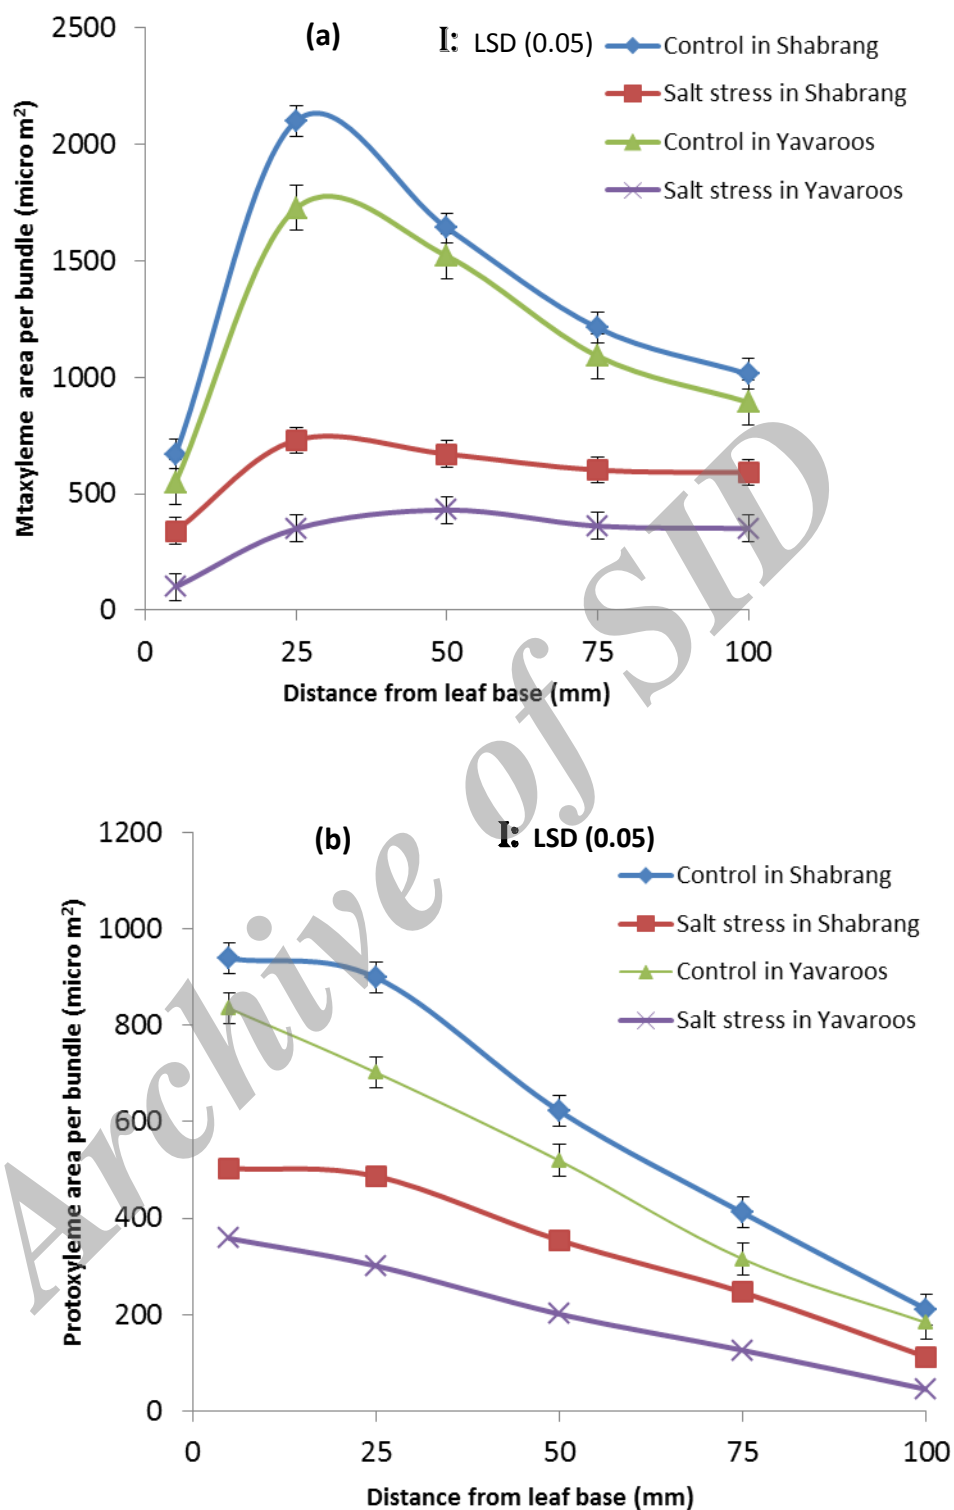 2500
(a)
I: LSD (0.05)
Control in Shabrang
Salt stress in Shabrang
Control in Yavaroos
Salt stress in Yavaroos
2000
1500
1000
500
0
Mtaxyleme area per bundle (micro m²)
0 25 50 75 100
Distance from leaf base (mm)
Archive of SID
1200
(b)
I: LSD (0.05)
Control in Shabrang
Salt stress in Shabrang
Control in Yavaroos
Salt stress in Yavaroos
1000
800
600
400
200
0
Protoxyleme area per bundle (micro m²)
0 25 50 75 100
Distance from leaf base (mm)